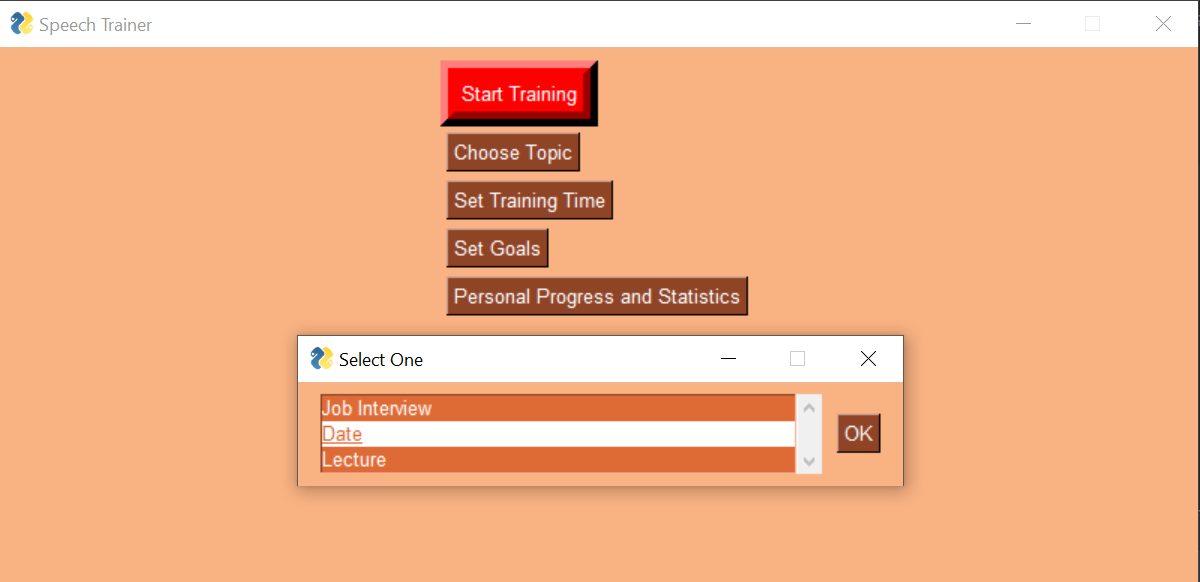 Speech Trainer
Start Training
Choose Topic
Set Training Time
Set Goals
Personal Progress and Statistics
Select One
Job Interview
Date
Lecture
OK